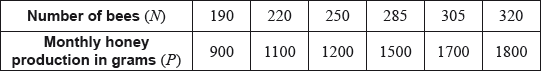 Number of bees (N) 190 220 250 285 305 320
Monthly honey
production in grams (P) 900 1100 1200 1500 1700 1800